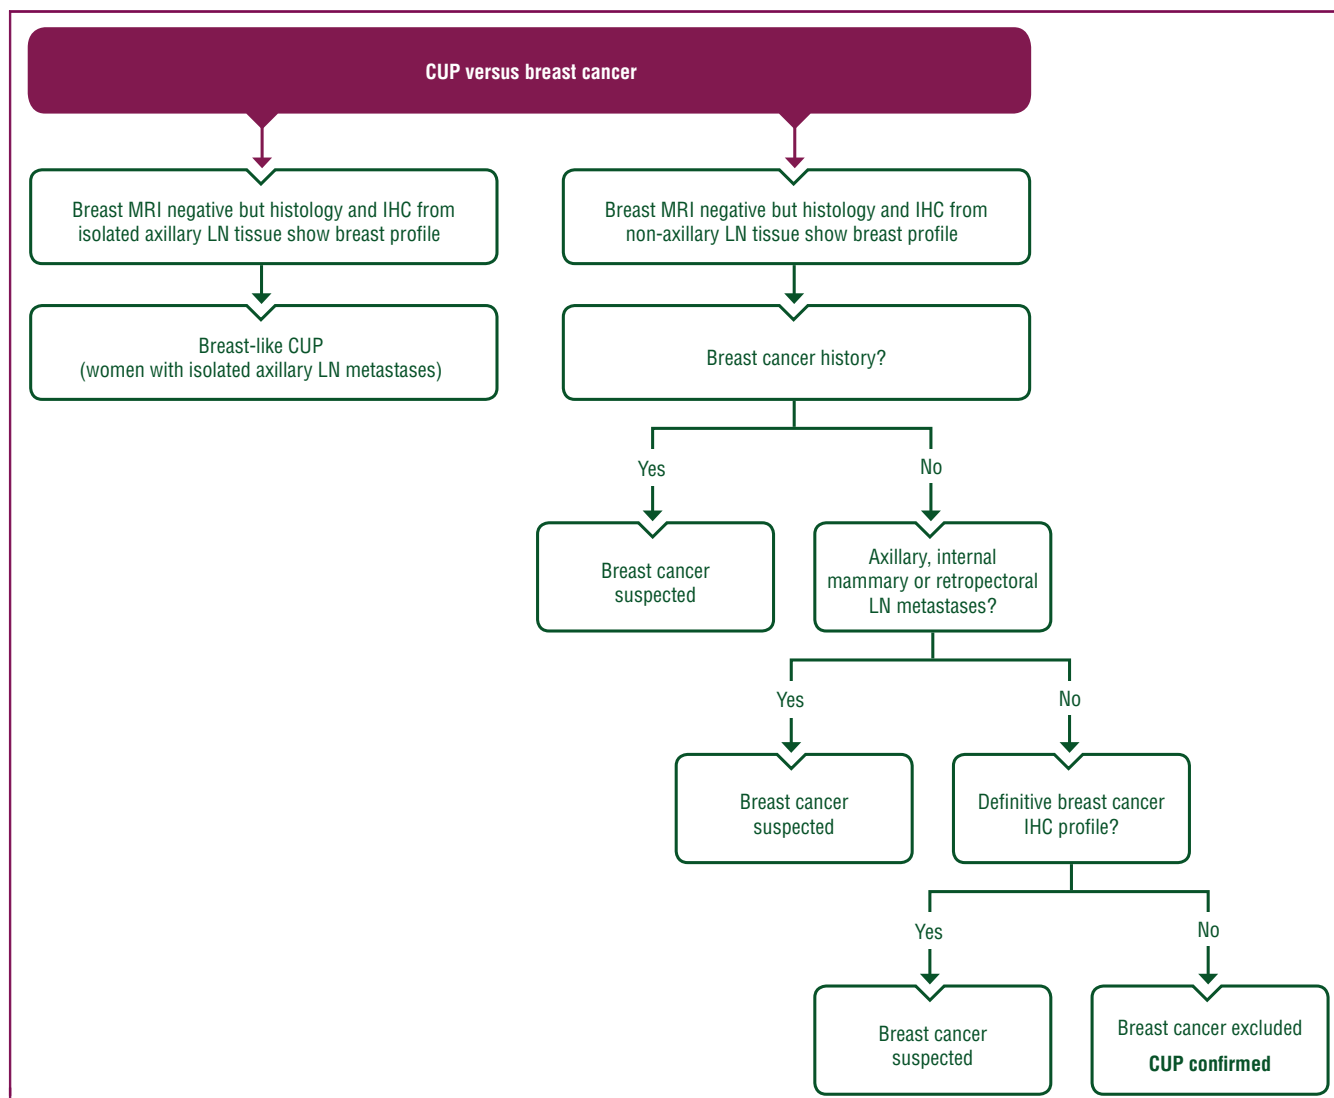 CUP versus breast cancer
Breast MRI negative but histology and IHC from
isolated axillary LN tissue show breast profile
Breast MRI negative but histology and IHC from
non-axillary LN tissue show breast profile
Breast-like CUP
(women with isolated axillary LN metastases)
Breast cancer history?
Yes
No
Breast cancer
suspected
Axillary, internal
mammary or retropectoral
LN metastases?
Yes
No
Breast cancer
suspected
Definitive breast cancer
IHC profile?
Yes
No
Breast cancer
suspected
Breast cancer excluded
CUP confirmed